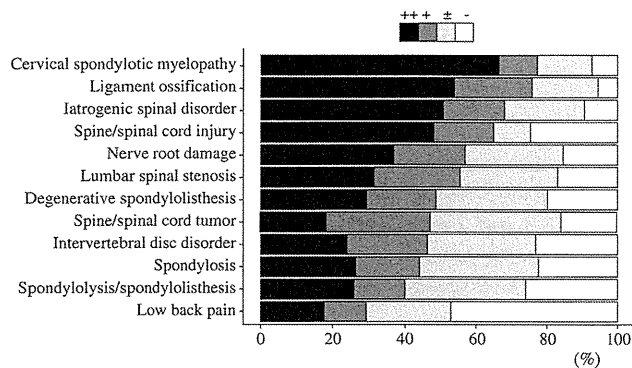 ++ + ± -
Cervical spondylotic myelopathy
Ligament ossification
Iatrogenic spinal disorder
Spine/spinal cord injury
Nerve root damage
Lumbar spinal stenosis
Degenerative spondylolisthesis
Spine/spinal cord tumor
Intervertebral disc disorder
Spondylosis
Spondylolysis/spondylolisthesis
Low back pain
0 20 40 60 80 100
(%)